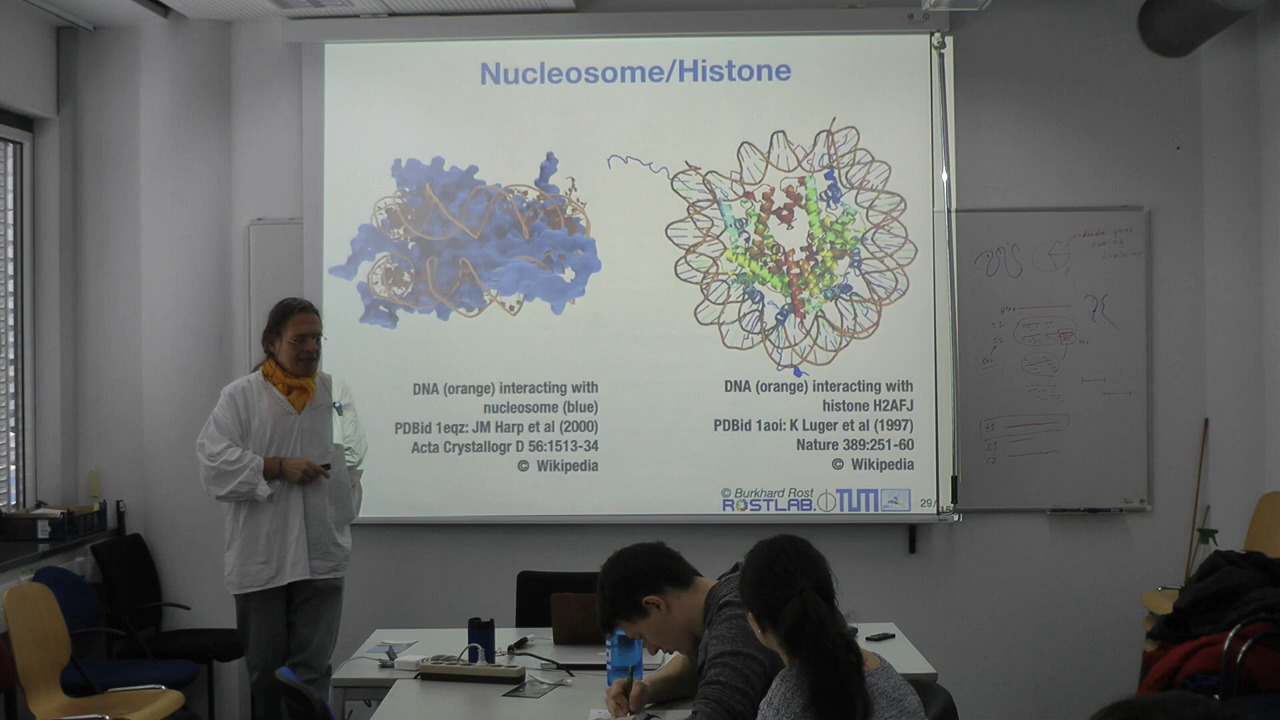 Nucleosome/Histone
DNA (orange) interacting with
nucleosome (blue)
PDBid 1eqz: JM Harp et al (2000)
Acta Crystallogr D 56:1513-34
© Wikipedia
DNA (orange) interacting with
histone H2AFJ
PDBid 1aoi: K Luger et al (1997)
Nature 389:251-60
© Wikipedia
© Burkhard Rost
ROSTLAB. TUM
29/